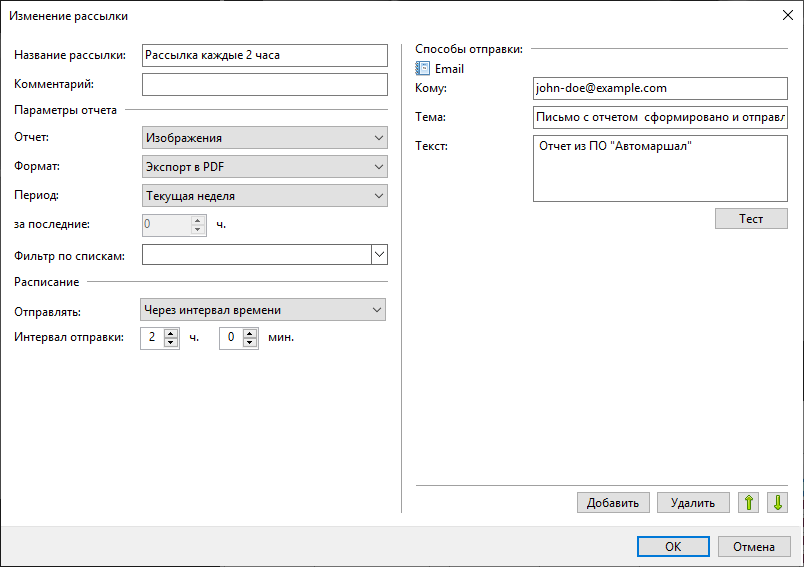 Изменение рассылки
Название рассылки: Рассылка каждые 2 часа
Комментарий:
Параметры отчета
Отчет: Изображения
Формат: Экспорт в PDF
Период: Текущая неделя
за последние: 0 ч.
Фильтр по спискам:
Расписание
Отправлять: Через интервал времени
Интервал отправки: 2 ч. 0 мин.
Способы отправки:
Email
Кому: john-doe@example.com
Тема: Письмо с отчетом  сформировано и отправл
Текст: Отчет из ПО "Автомаршал"
Тест
Добавить Удалить
OK Отмена